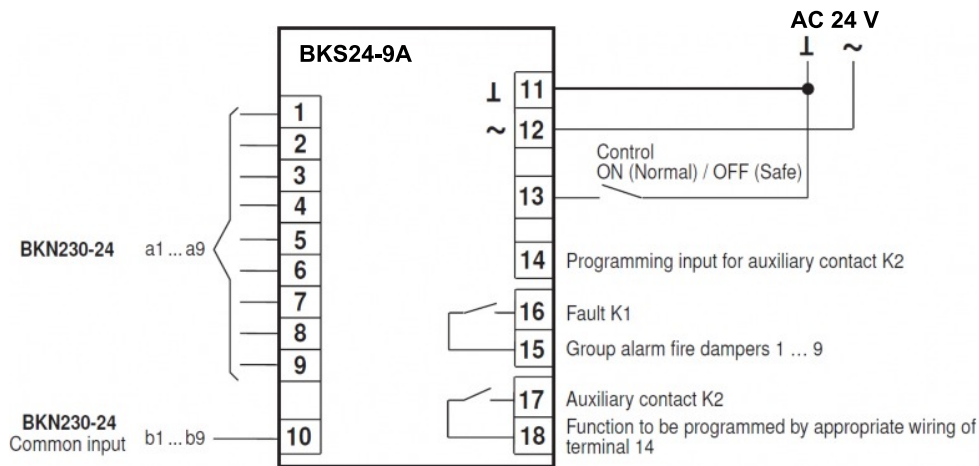 AC 24 V
⊥ ~
BKS24-9A
⊥ 11
~ 12
Control
ON (Normal) / OFF (Safe)
13
14 Programming input for auxiliary contact K2
16 Fault K1
15 Group alarm fire dampers 1 ... 9
17 Auxiliary contact K2
18 Function to be programmed by appropriate wiring of
terminal 14
1
2
3
4
5
6
7
8
9
10
BKN230-24 a1 ... a9
BKN230-24
Common input b1 ... b9